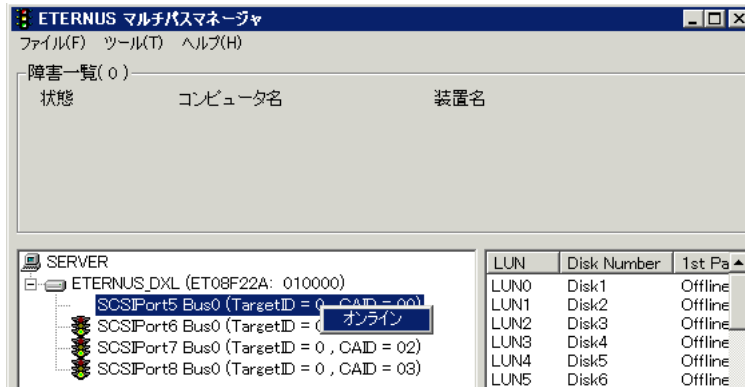 ETERNUS マルチパスマネージャ
ファイル(F) ツール(T) ヘルプ(H)
障害一覧( 0 )
状態 コンピュータ名 装置名
SERVER
ETERNUS_DXL (ET08F22A: 010000)
SCSIPort5 Bus0 (TargetID = 0 , CAID = 00)
オンライン
SCSIPort6 Bus0 (TargetID = 
SCSIPort7 Bus0 (TargetID = 0 , CAID = 02)
SCSIPort8 Bus0 (TargetID = 0 , CAID = 03)
LUN Disk Number 1st Pa
LUN0 Disk1 Offline
LUN1 Disk2 Offline
LUN2 Disk3 Offline
LUN3 Disk4 Offline
LUN4 Disk5 Offline
LUN5 Disk6 Offline